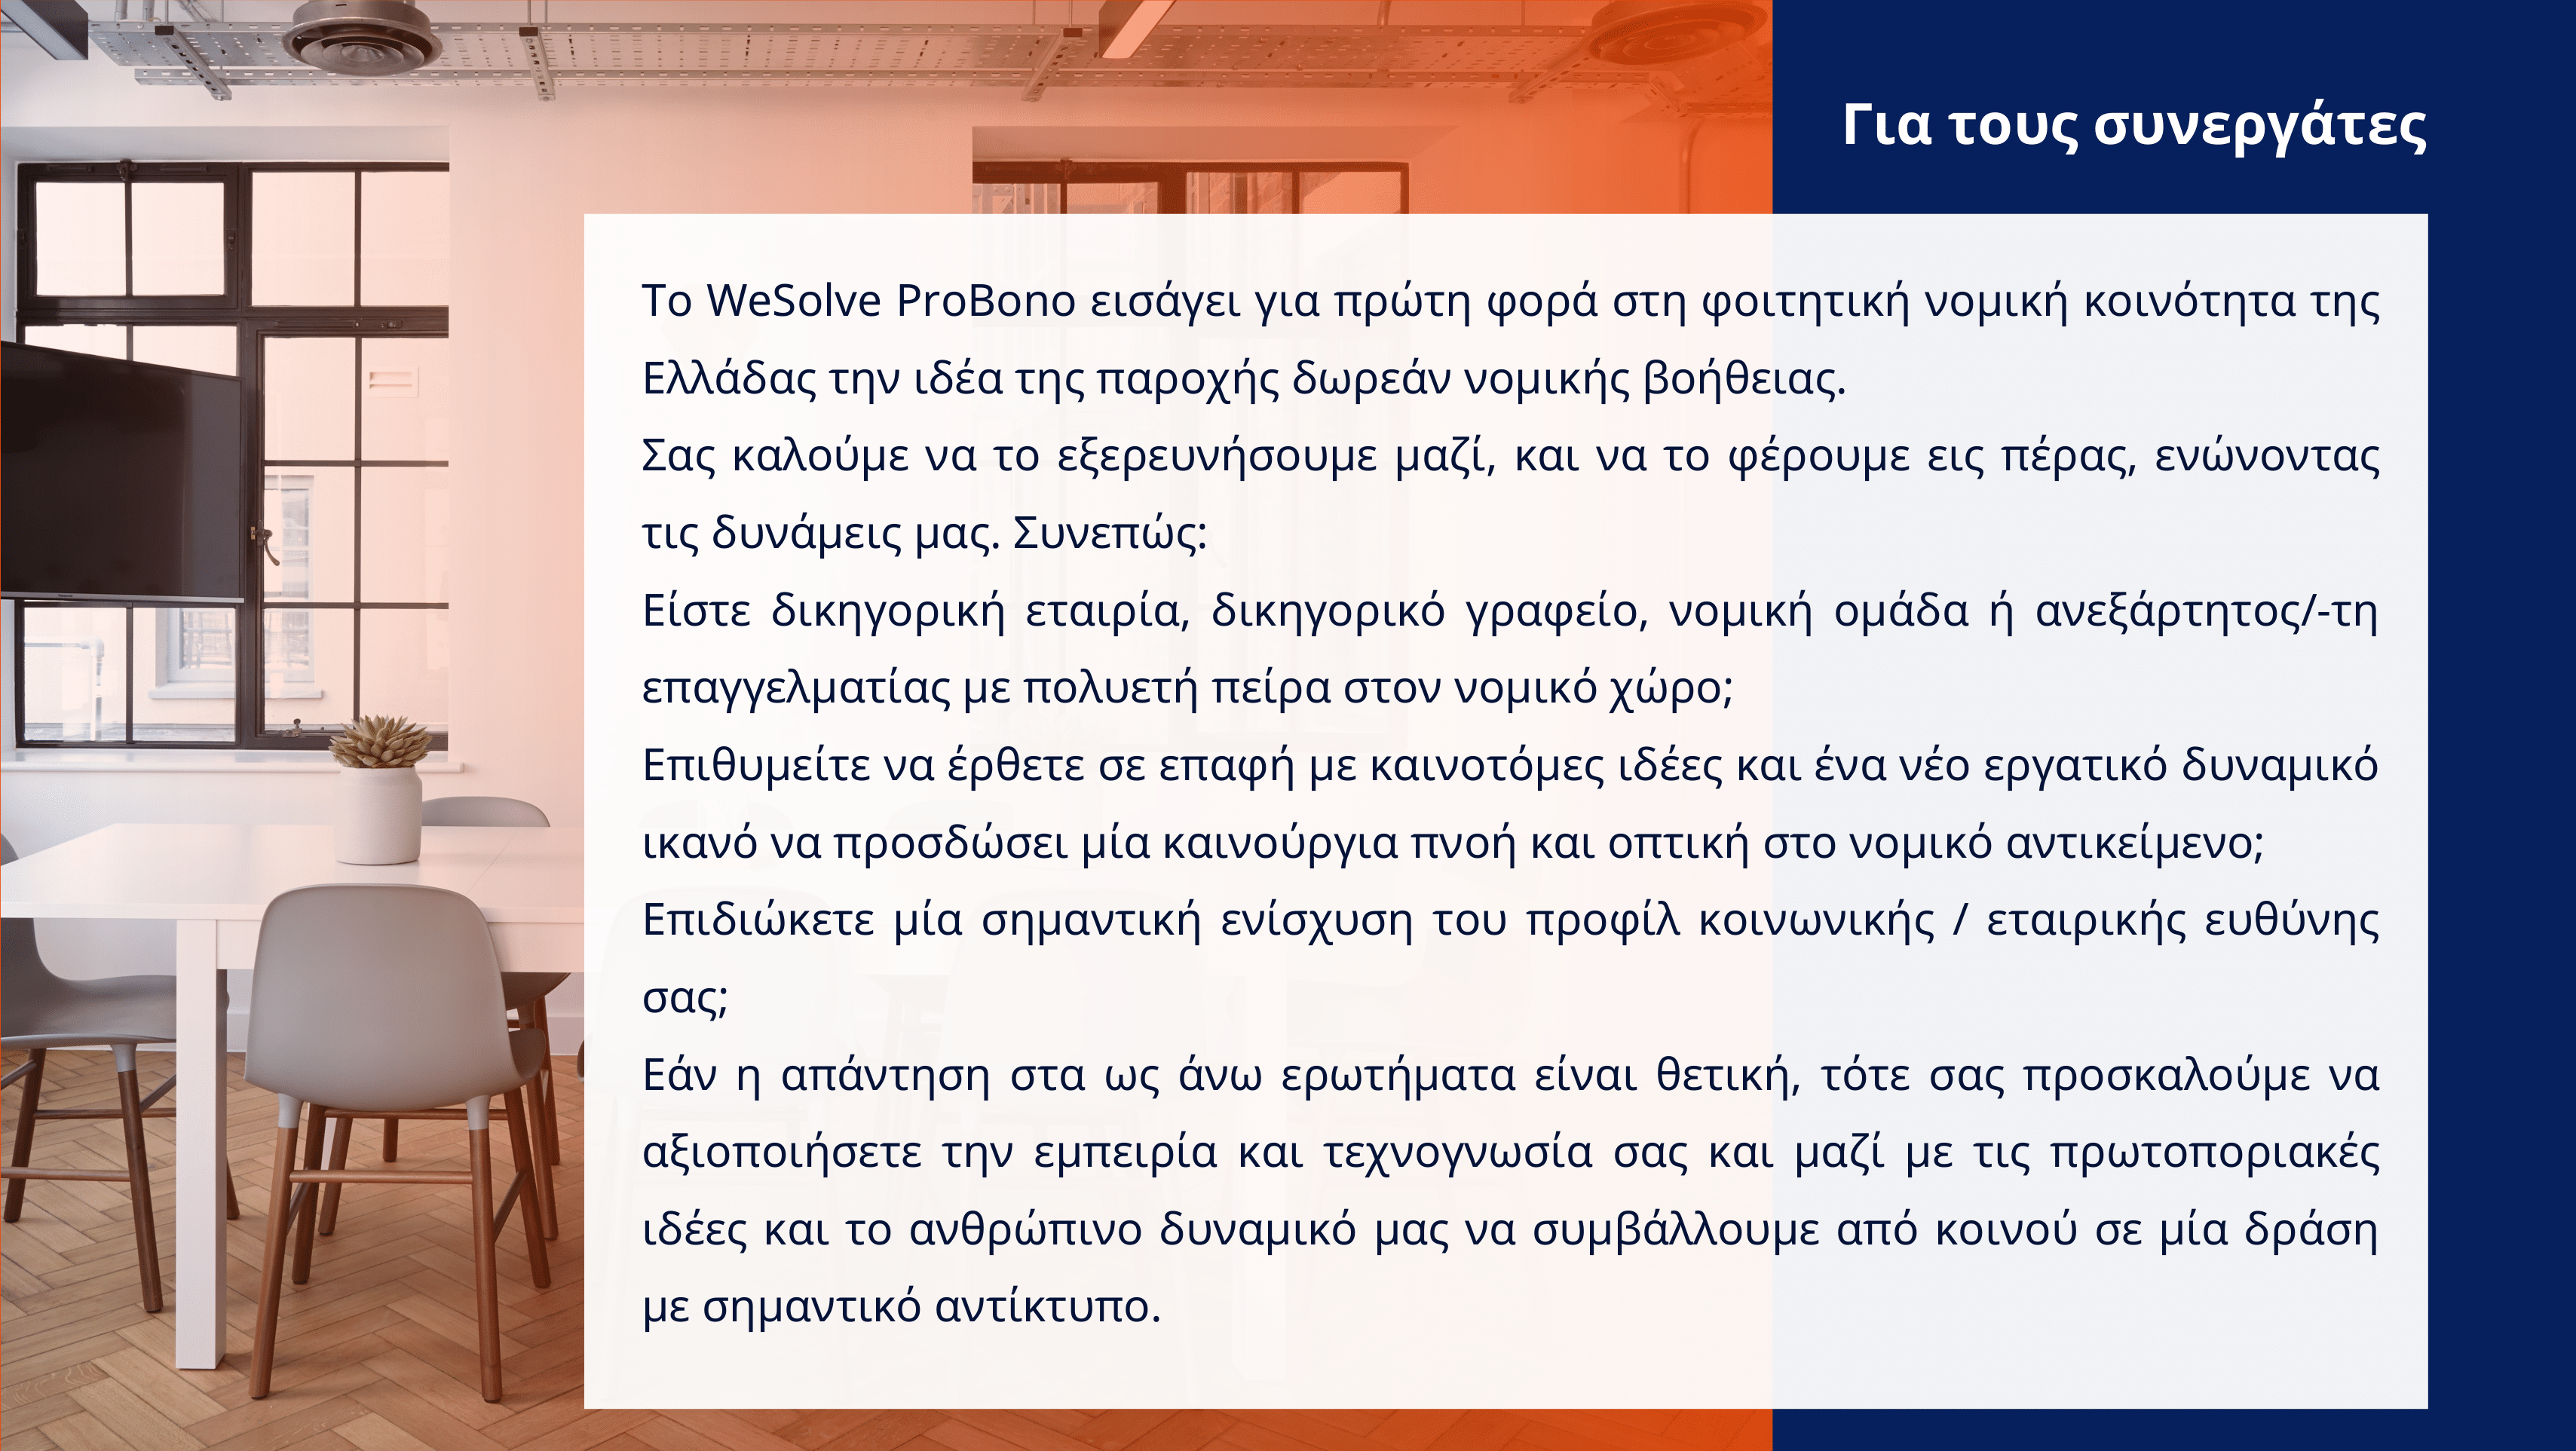 Για τους συνεργάτες
Το WeSolve ProBono εισάγει για πρώτη φορά στη φοιτητική νομική κοινότητα της
Ελλάδας την ιδέα της παροχής δωρεάν νομικής βοήθειας.
Σας καλούμε να το εξερευνήσουμε μαζί, και να το φέρουμε εις πέρας, ενώνοντας
τις δυνάμεις μας. Συνεπώς:
Είστε δικηγορική εταιρία, δικηγορικό γραφείο, νομική ομάδα ή ανεξάρτητος/-τη
επαγγελματίας με πολυετή πείρα στον νομικό χώρο;
Επιθυμείτε να έρθετε σε επαφή με καινοτόμες ιδέες και ένα νέο εργατικό δυναμικό
ικανό να προσδώσει μία καινούργια πνοή και οπτική στο νομικό αντικείμενο;
Επιδιώκετε μία σημαντική ενίσχυση του προφίλ κοινωνικής / εταιρικής ευθύνης
σας;
Εάν η απάντηση στα ως άνω ερωτήματα είναι θετική, τότε σας προσκαλούμε να
αξιοποιήσετε την εμπειρία και τεχνογνωσία σας και μαζί με τις πρωτοποριακές
ιδέες και το ανθρώπινο δυναμικό μας να συμβάλλουμε από κοινού σε μία δράση
με σημαντικό αντίκτυπο.